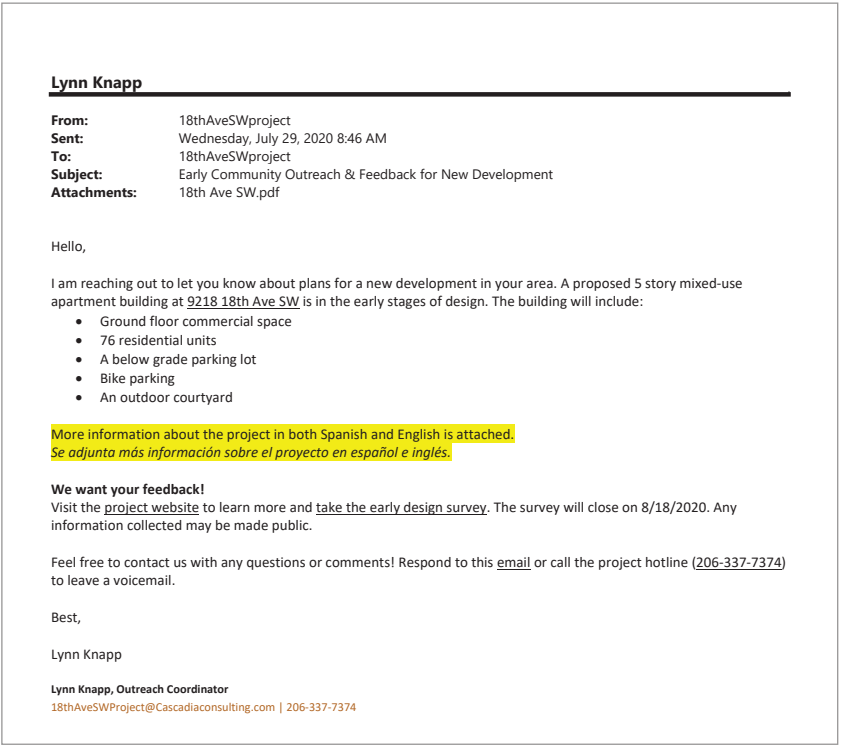 Lynn Knapp
From: 18thAveSWproject
Sent: Wednesday, July 29, 2020 8:46 AM
To: 18thAveSWproject
Subject: Early Community Outreach & Feedback for New Development
Attachments: 18th Ave SW.pdf
Hello,
I am reaching out to let you know about plans for a new development in your area. A proposed 5 story mixed-use
apartment building at 9218 18th Ave SW is in the early stages of design. The building will include:
• Ground floor commercial space
• 76 residential units
• A below grade parking lot
• Bike parking
• An outdoor courtyard
More information about the project in both Spanish and English is attached.
Se adjunta más información sobre el proyecto en español e inglés.
We want your feedback!
Visit the project website to learn more and take the early design survey. The survey will close on 8/18/2020. Any
information collected may be made public.
Feel free to contact us with any questions or comments! Respond to this email or call the project hotline (206-337-7374)
to leave a voicemail.
Best,
Lynn Knapp
Lynn Knapp, Outreach Coordinator
18thAveSWProject@Cascadiaconsulting.com | 206-337-7374